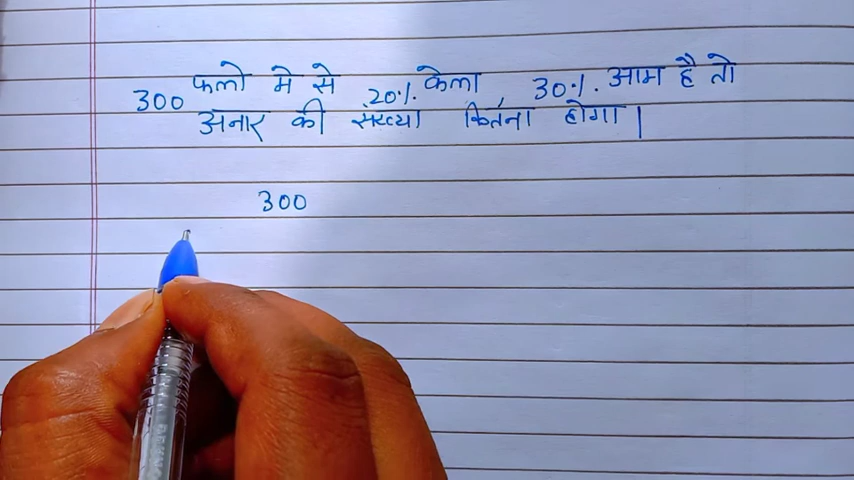 300 फलो मे से 20%. केला 30%. आम है तो
अनार की संख्या कितना होगा |
300